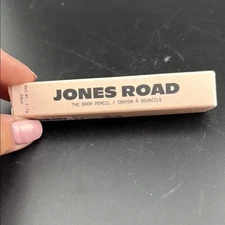 JONES ROAD
THE BROW PENCIL / CRAYON À SOURCILS